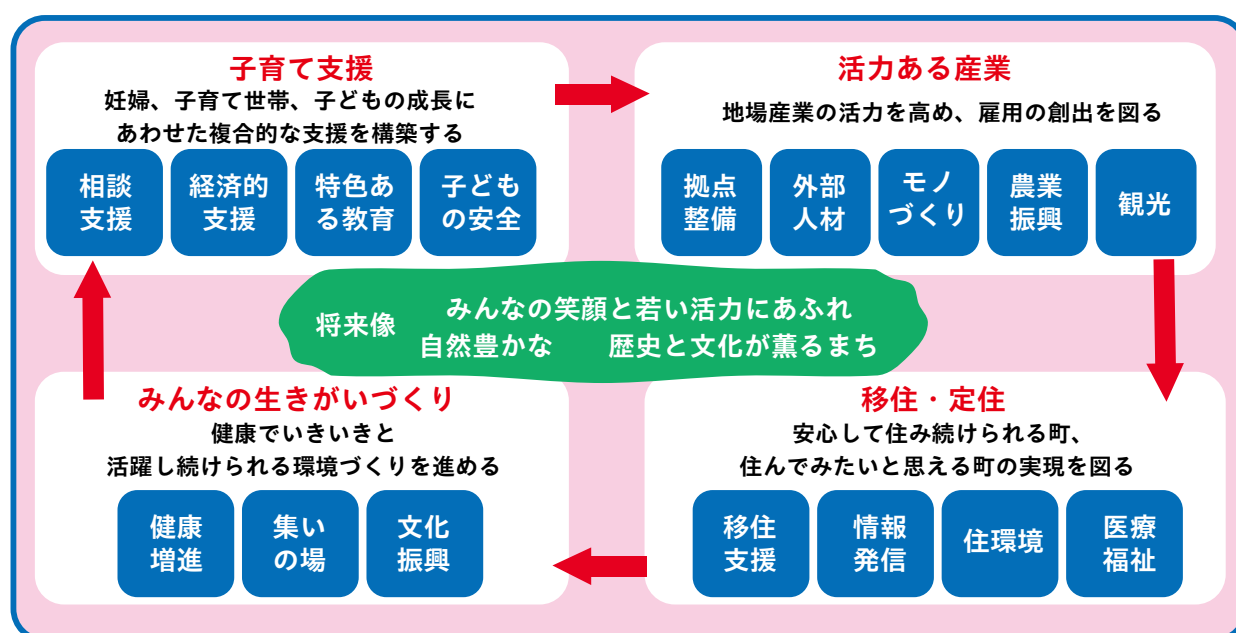 子育て支援
妊婦、子育て世帯、子どもの成長に
あわせた複合的な支援を構築する
相談
支援
経済的
支援
特色あ
る教育
子ども
の安全
活力ある産業
地場産業の活力を高め、雇用の創出を図る
拠点
整備
外部
人材
モノ
づくり
農業
振興
観光
将来像
みんなの笑顔と若い活力にあふれ
自然豊かな 歴史と文化が薫るまち
みんなの生きがいづくり
健康でいきいきと
活躍し続けられる環境づくりを進める
健康
増進
集い
の場
文化
振興
移住・定住
安心して住み続けられる町、
住んでみたいと思える町の実現を図る
移住
支援
情報
発信
住環境
医療
福祉